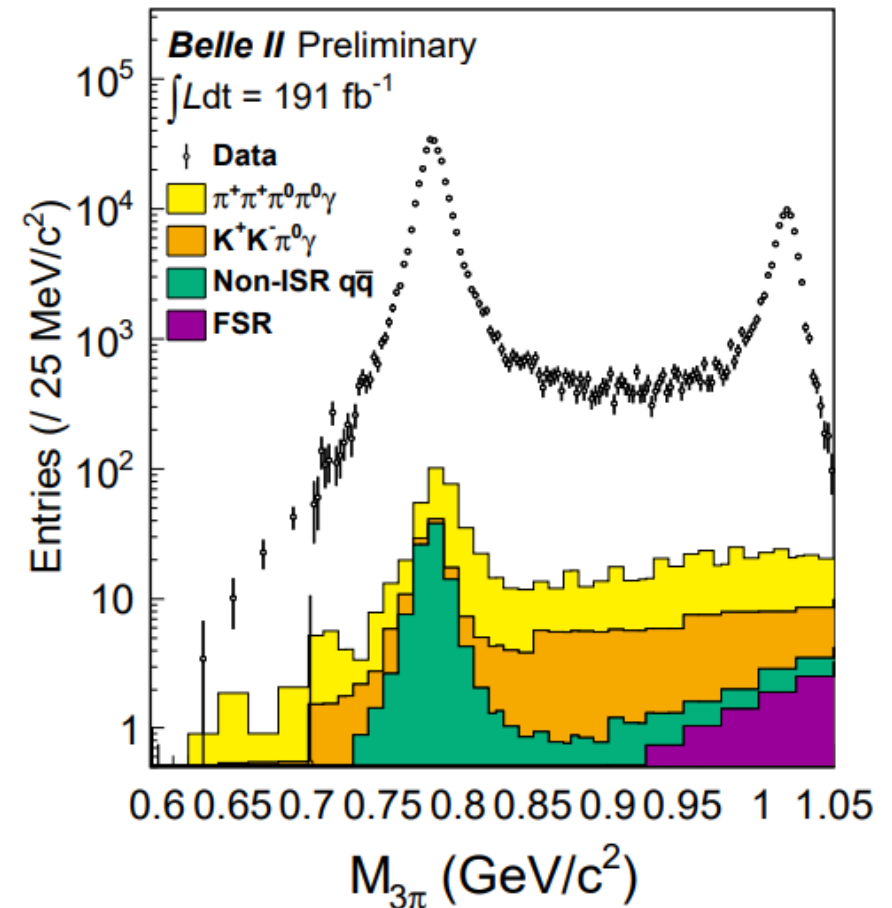 Belle II Preliminary
∫Ldt = 191 fb⁻¹
Data
π⁺π⁺π⁰π⁰γ
K⁺K⁻π⁰γ
Non-ISR qq̅
FSR
Entries (/ 25 MeV/c²)
10⁵
10⁴
10³
10²
10
1
0.6 0.65 0.7 0.75 0.8 0.85 0.9 0.95 1 1.05
M₃π (GeV/c²)